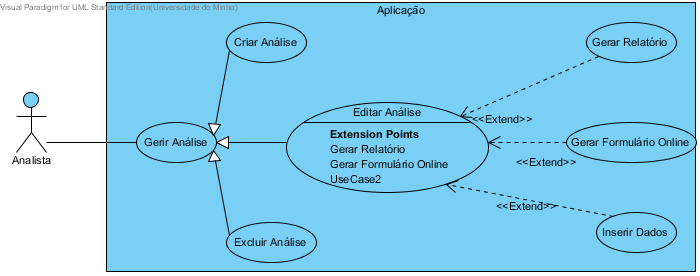 Visual Paradigm for UML Standard Edition(Universidade do Minho)
Aplicação
Criar Análise
Gerar Relatório
Editar Análise
<<Extend>>
Extension Points
Analista
Gerir Análise
Gerar Relatório
Gerar Formulário Online
Gerar Formulário Online
<<Extend>>
UseCase2
<<Extend>>
Excluir Análise
Inserir Dados